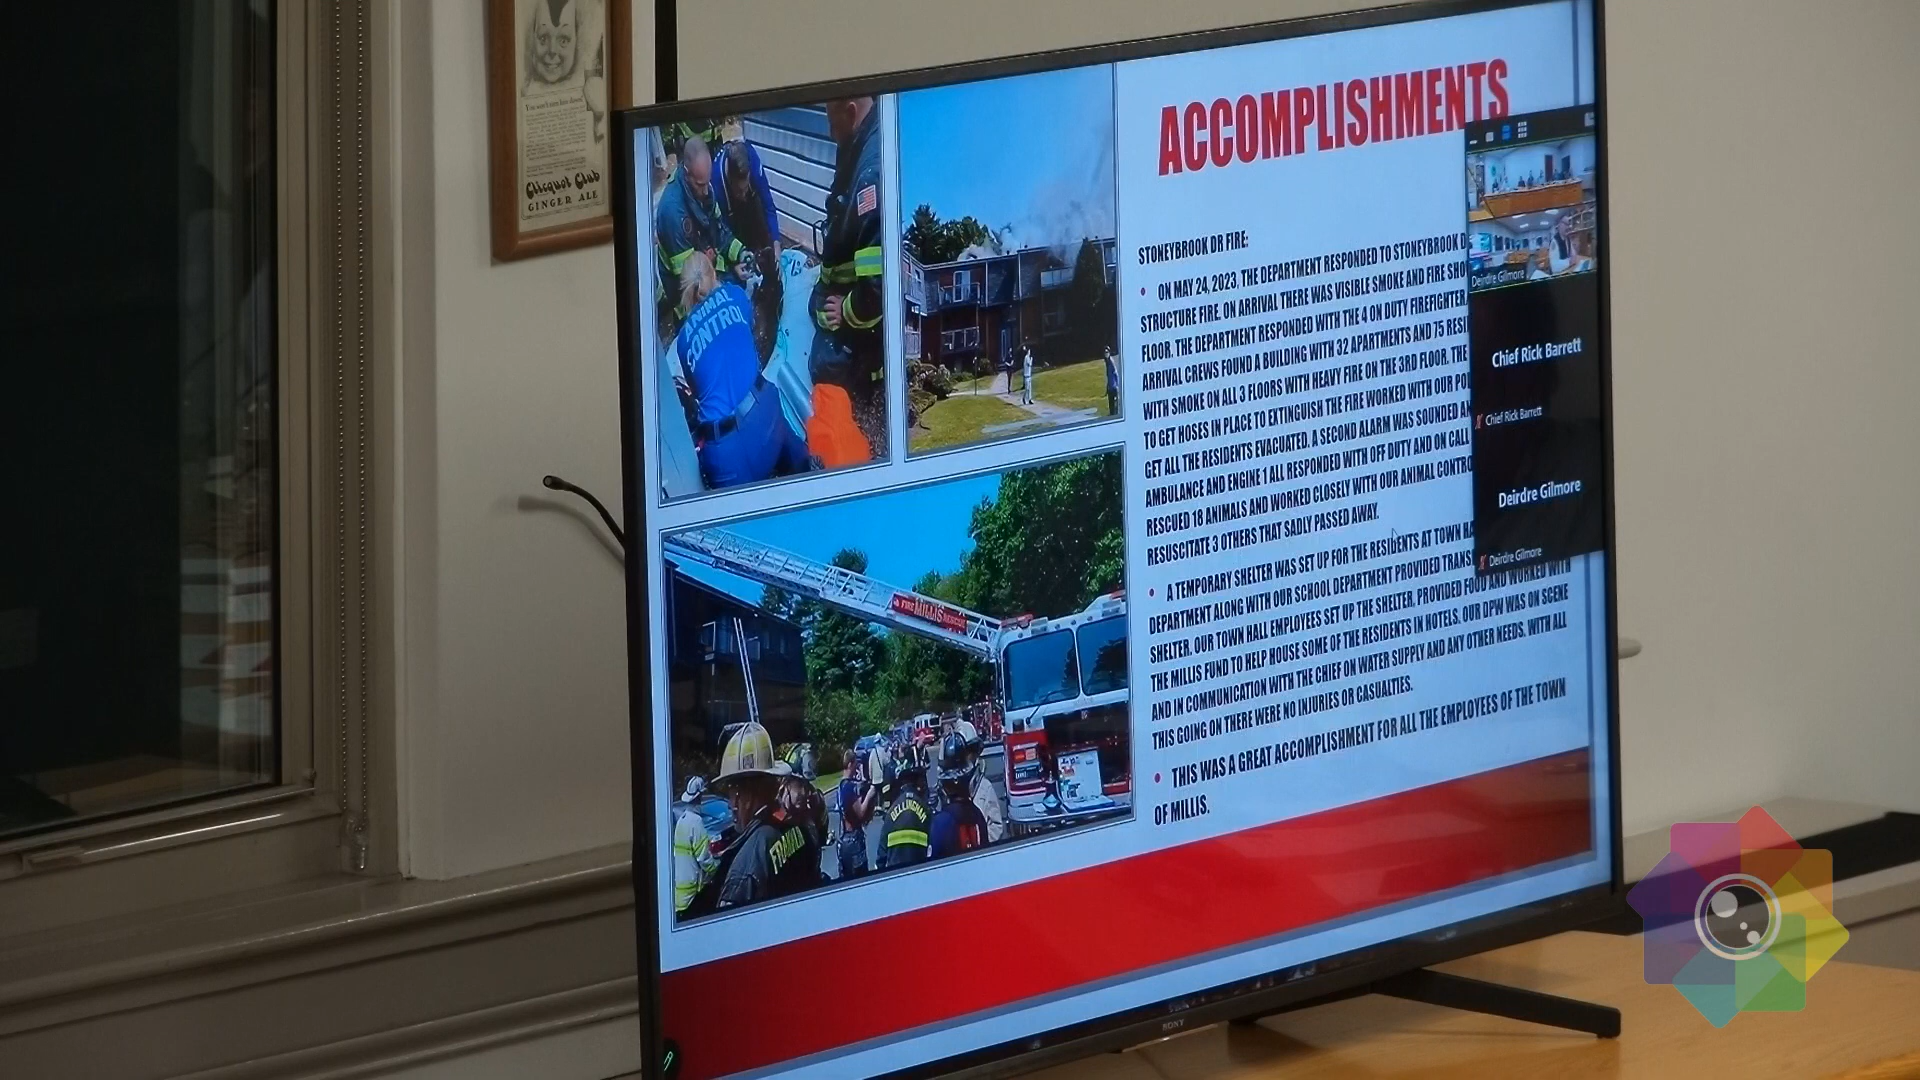 You won't turn him down!
Clicquot Club
GINGER ALE
ACCOMPLISHMENTS
STONEYBROOK DR FIRE:
• ON MAY 24, 2023, THE DEPARTMENT RESPONDED TO STONEYBROOK D
STRUCTURE FIRE. ON ARRIVAL THERE WAS VISIBLE SMOKE AND FIRE SHO
FLOOR. THE DEPARTMENT RESPONDED WITH THE 4 ON DUTY FIREFIGHTER
ARRIVAL CREWS FOUND A BUILDING WITH 32 APARTMENTS AND 75 RESI
WITH SMOKE ON ALL 3 FLOORS WITH HEAVY FIRE ON THE 3RD FLOOR. THE
TO GET HOSES IN PLACE TO EXTINGUISH THE FIRE WORKED WITH OUR PO
GET ALL THE RESIDENTS EVACUATED. A SECOND ALARM WAS SOUNDED A
AMBULANCE AND ENGINE 1 ALL RESPONDED WITH OFF DUTY AND ON CALL
RESCUED 18 ANIMALS AND WORKED CLOSELY WITH OUR ANIMAL CONTRO
RESUSCITATE 3 OTHERS THAT SADLY PASSED AWAY.
• A TEMPORARY SHELTER WAS SET UP FOR THE RESIDENTS AT TOWN HA
DEPARTMENT ALONG WITH OUR SCHOOL DEPARTMENT PROVIDED TRANS
SHELTER. OUR TOWN HALL EMPLOYEES SET UP THE SHELTER, PROVIDED FOOD AND WORKED WITH
THE MILLIS FUND TO HELP HOUSE SOME OF THE RESIDENTS IN HOTELS. OUR DPW WAS ON SCENE
AND IN COMMUNICATION WITH THE CHIEF ON WATER SUPPLY AND ANY OTHER NEEDS. WITH ALL
THIS GOING ON THERE WERE NO INJURIES OR CASUALTIES.
• THIS WAS A GREAT ACCOMPLISHMENT FOR ALL THE EMPLOYEES OF THE TOWN
OF MILLIS.
Deirdre Gilmore
Chief Rick Barrett
Chief Rick Barrett
Deirdre Gilmore
Deirdre Gilmore
ANIMAL
CONTROL
FIRE MILLIS RESCUE
BELLINGHAM
SONY